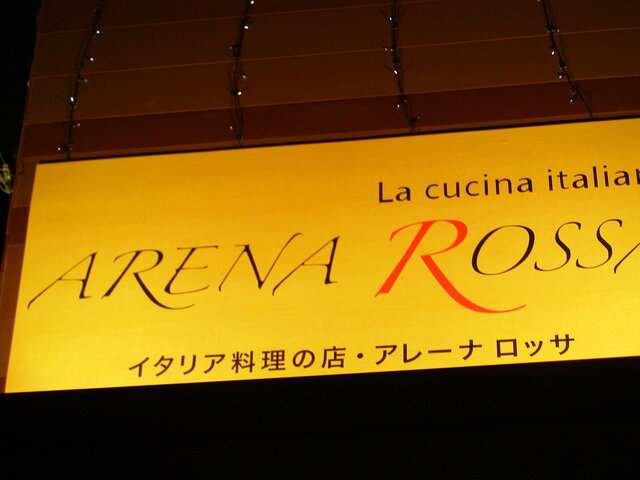 La cucina italian
ARENA ROSSA
イタリア料理の店・アレーナ ロッサ